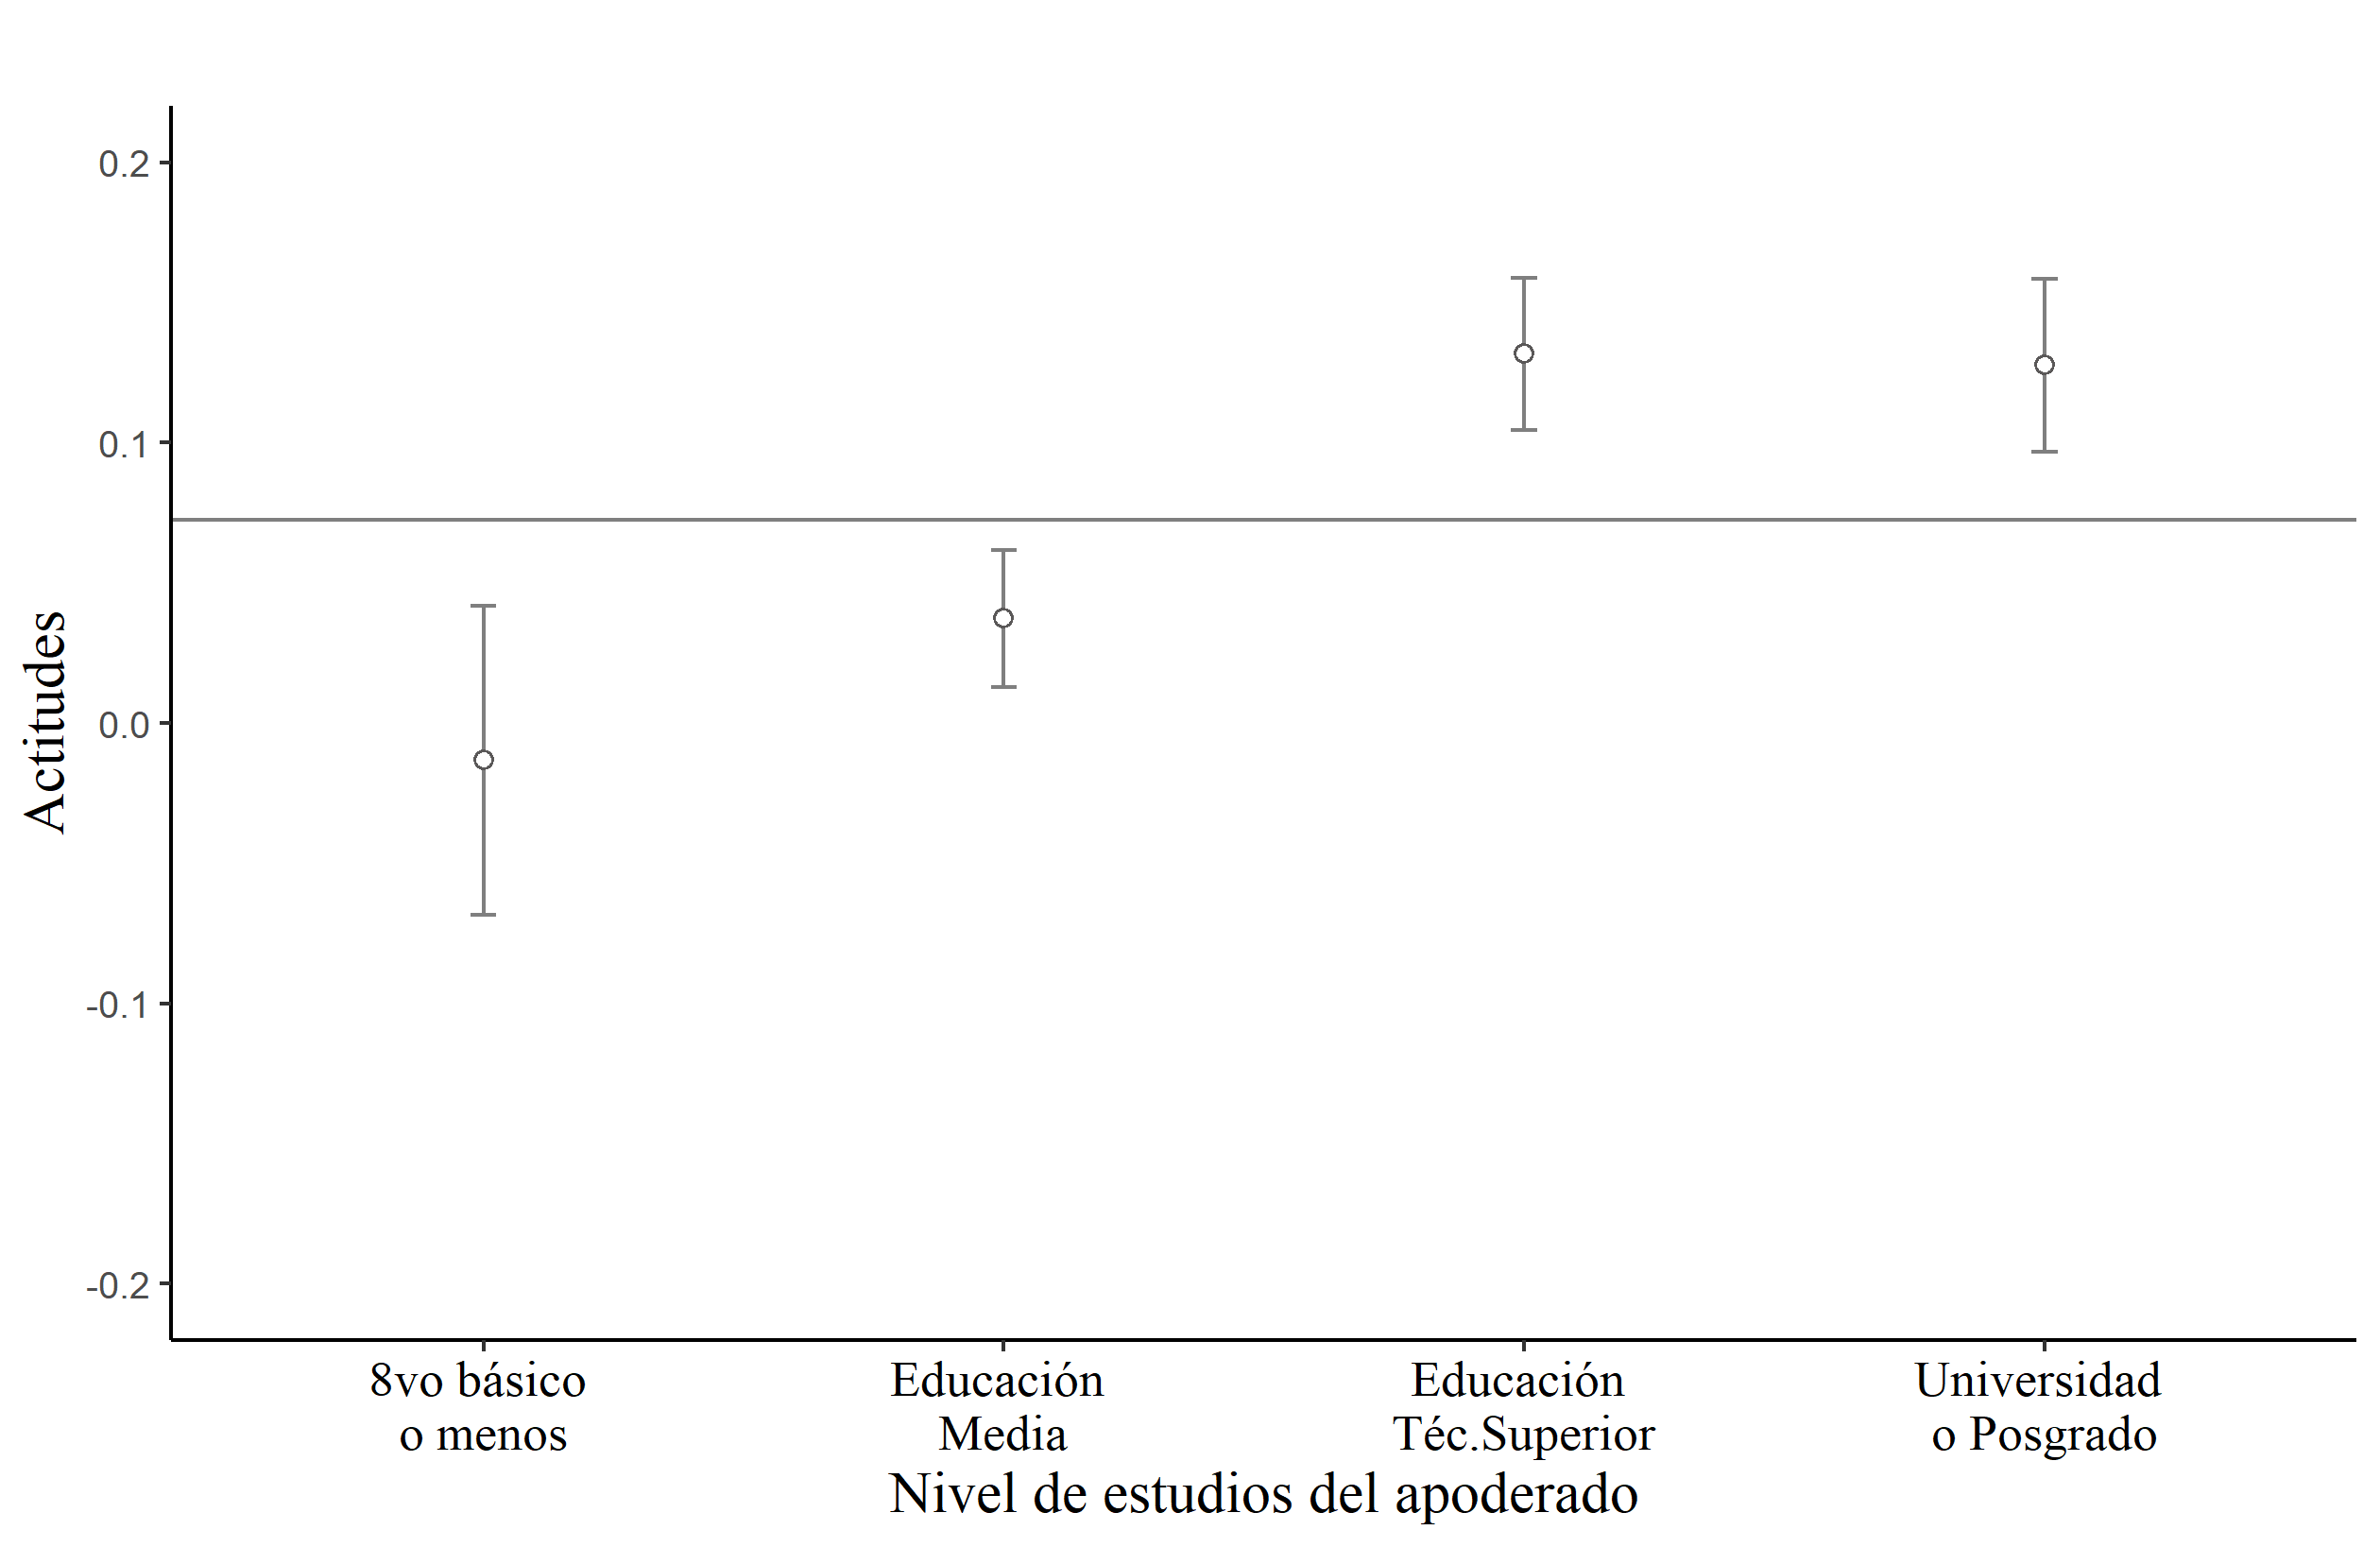 0.2
0.1
0.0
-0.1
-0.2
Actitudes
8vo básico
o menos
Educación
Media
Educación
Téc.Superior
Universidad
o Posgrado
Nivel de estudios del apoderado